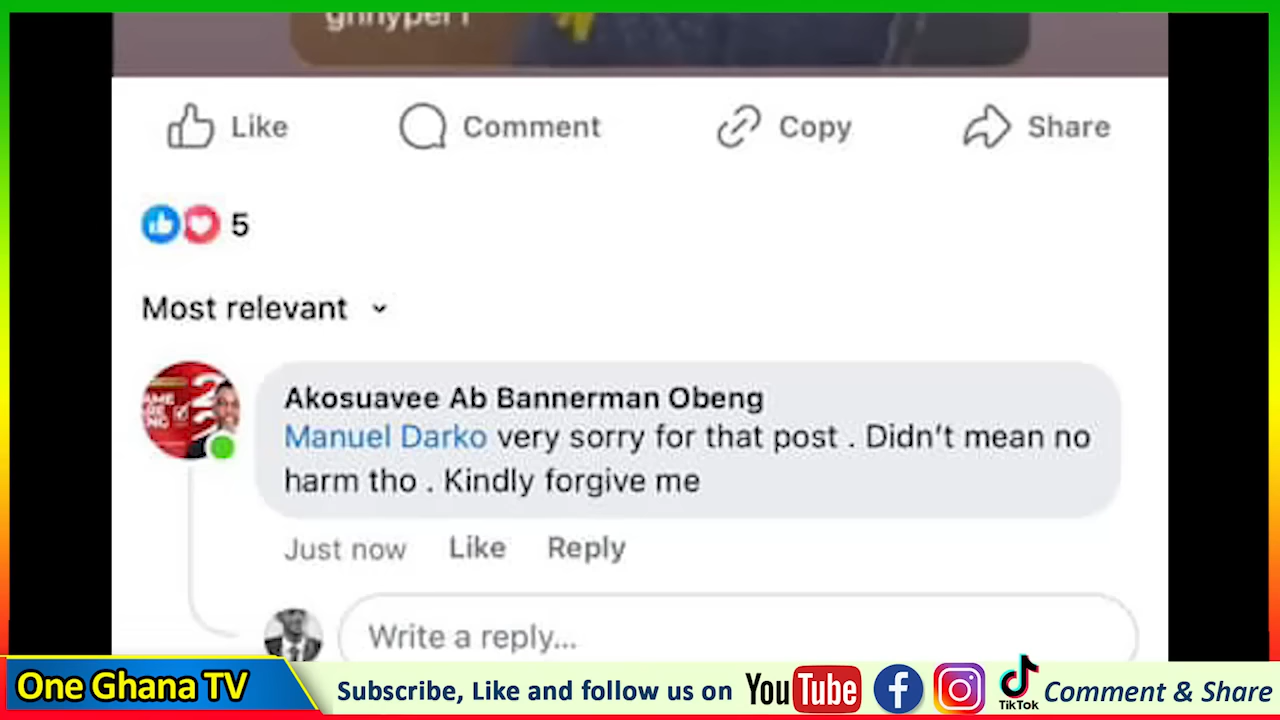 ghhyper1
Like Comment Copy Share
5
Most relevant
Akosuavee Ab Bannerman Obeng
Manuel Darko very sorry for that post . Didn't mean no
harm tho . Kindly forgive me
Just now Like Reply
Write a reply...
One Ghana TV
Subscribe, Like and follow us on YouTube TikTok Comment & Share